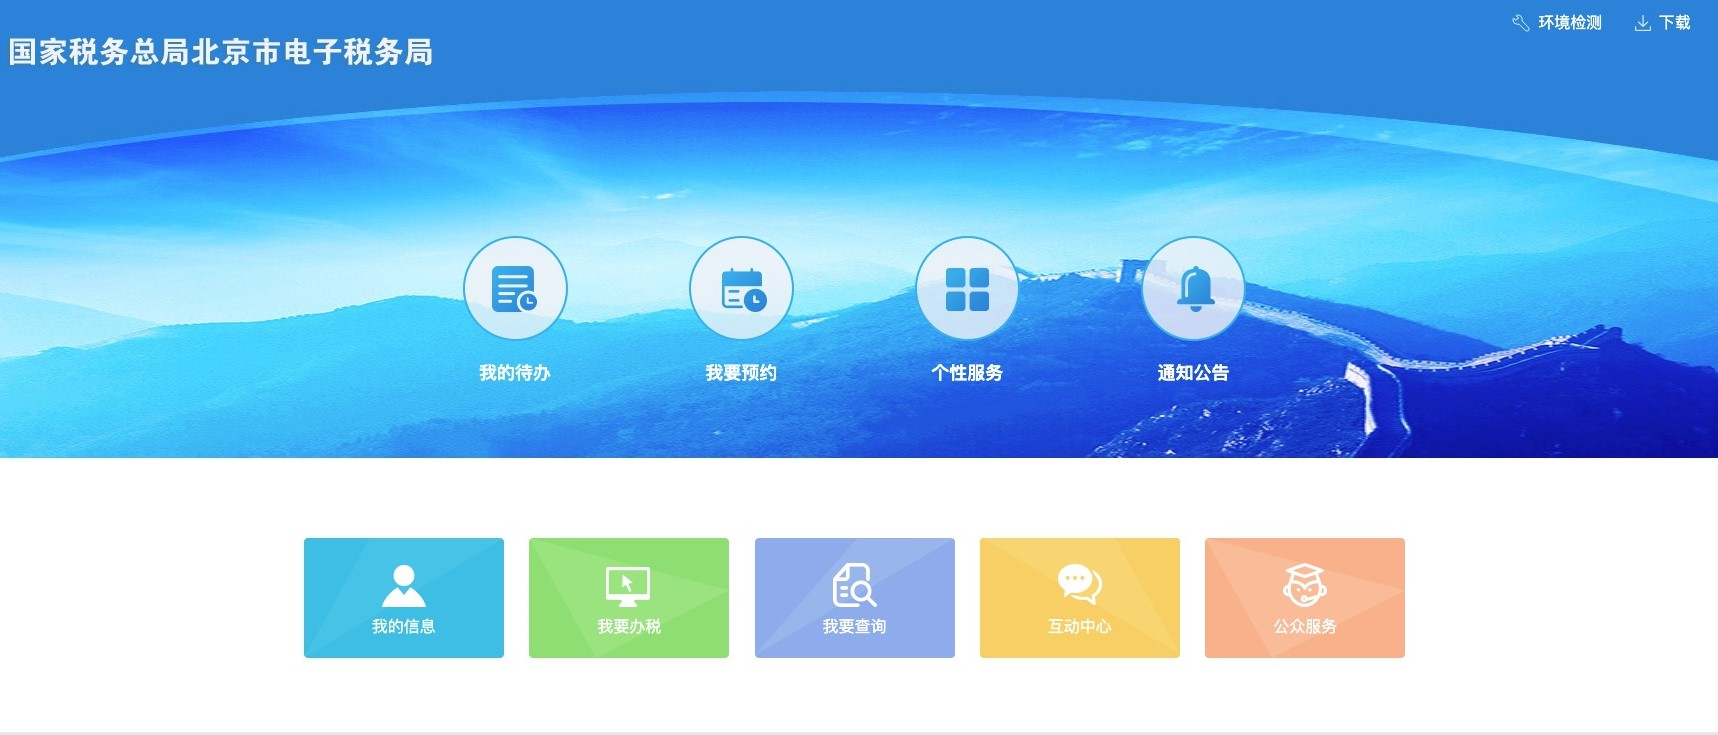 环境检测
下载
国家税务总局北京市电子税务局
我的待办
我要预约
个性服务
通知公告
我的信息
我要办税
我要查询
互动中心
公众服务